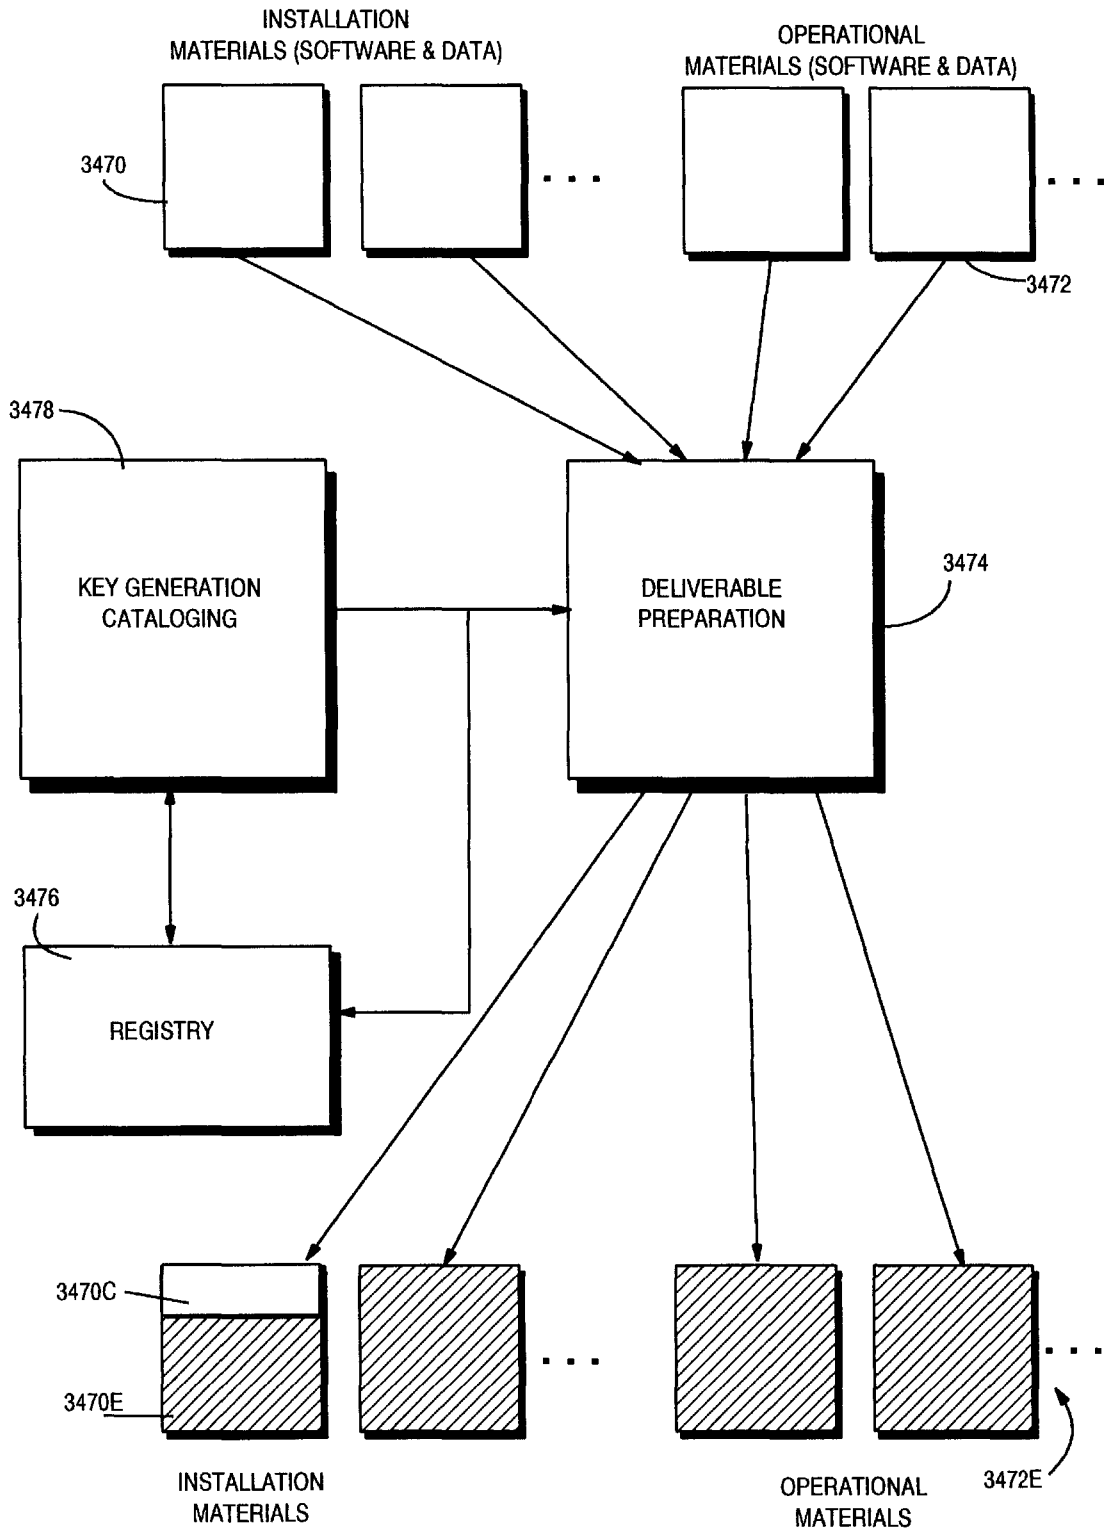 INSTALLATION
MATERIALS (SOFTWARE & DATA)
OPERATIONAL
MATERIALS (SOFTWARE & DATA)
3470
3472
3478
KEY GENERATION
CATALOGING
DELIVERABLE
PREPARATION
3474
3476
REGISTRY
3470C
3470E
INSTALLATION
MATERIALS
OPERATIONAL
MATERIALS
3472E